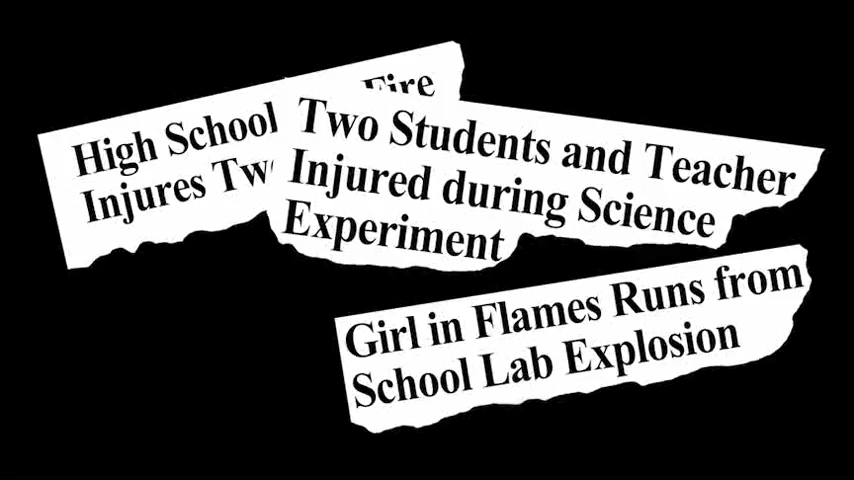 High School Fire
Injures
Two Students and Teacher
Injured during Science
Experiment
Girl in Flames Runs from
School Lab Explosion